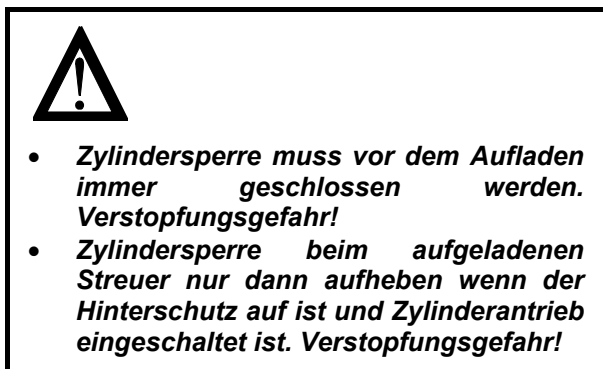 • Zylindersperre muss vor dem Aufladen
immer geschlossen werden.
Verstopfungsgefahr!
• Zylindersperre beim aufgeladenen
Streuer nur dann aufheben wenn der
Hinterschutz auf ist und Zylinderantrieb
eingeschaltet ist. Verstopfungsgefahr!